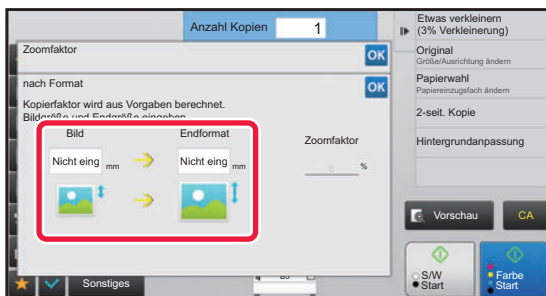 Anzahl Kopien 1
Zoomfaktor OK
nach Format OK
Kopierfaktor wird aus Vorgaben berechnet.
Bildgröße und Endgröße eingeben
Bild Endformat
Zoomfaktor
Nicht eing mm Nicht eing mm
%
Sonstiges
Etwas verkleinern
(3% Verkleinerung)
Original
Größe/Ausrichtung ändern
Papierwahl
Papiereinzugsfach ändern
2-seit. Kopie
Hintergrundanpassung
Vorschau CA
S/W
Start
Farbe
Start